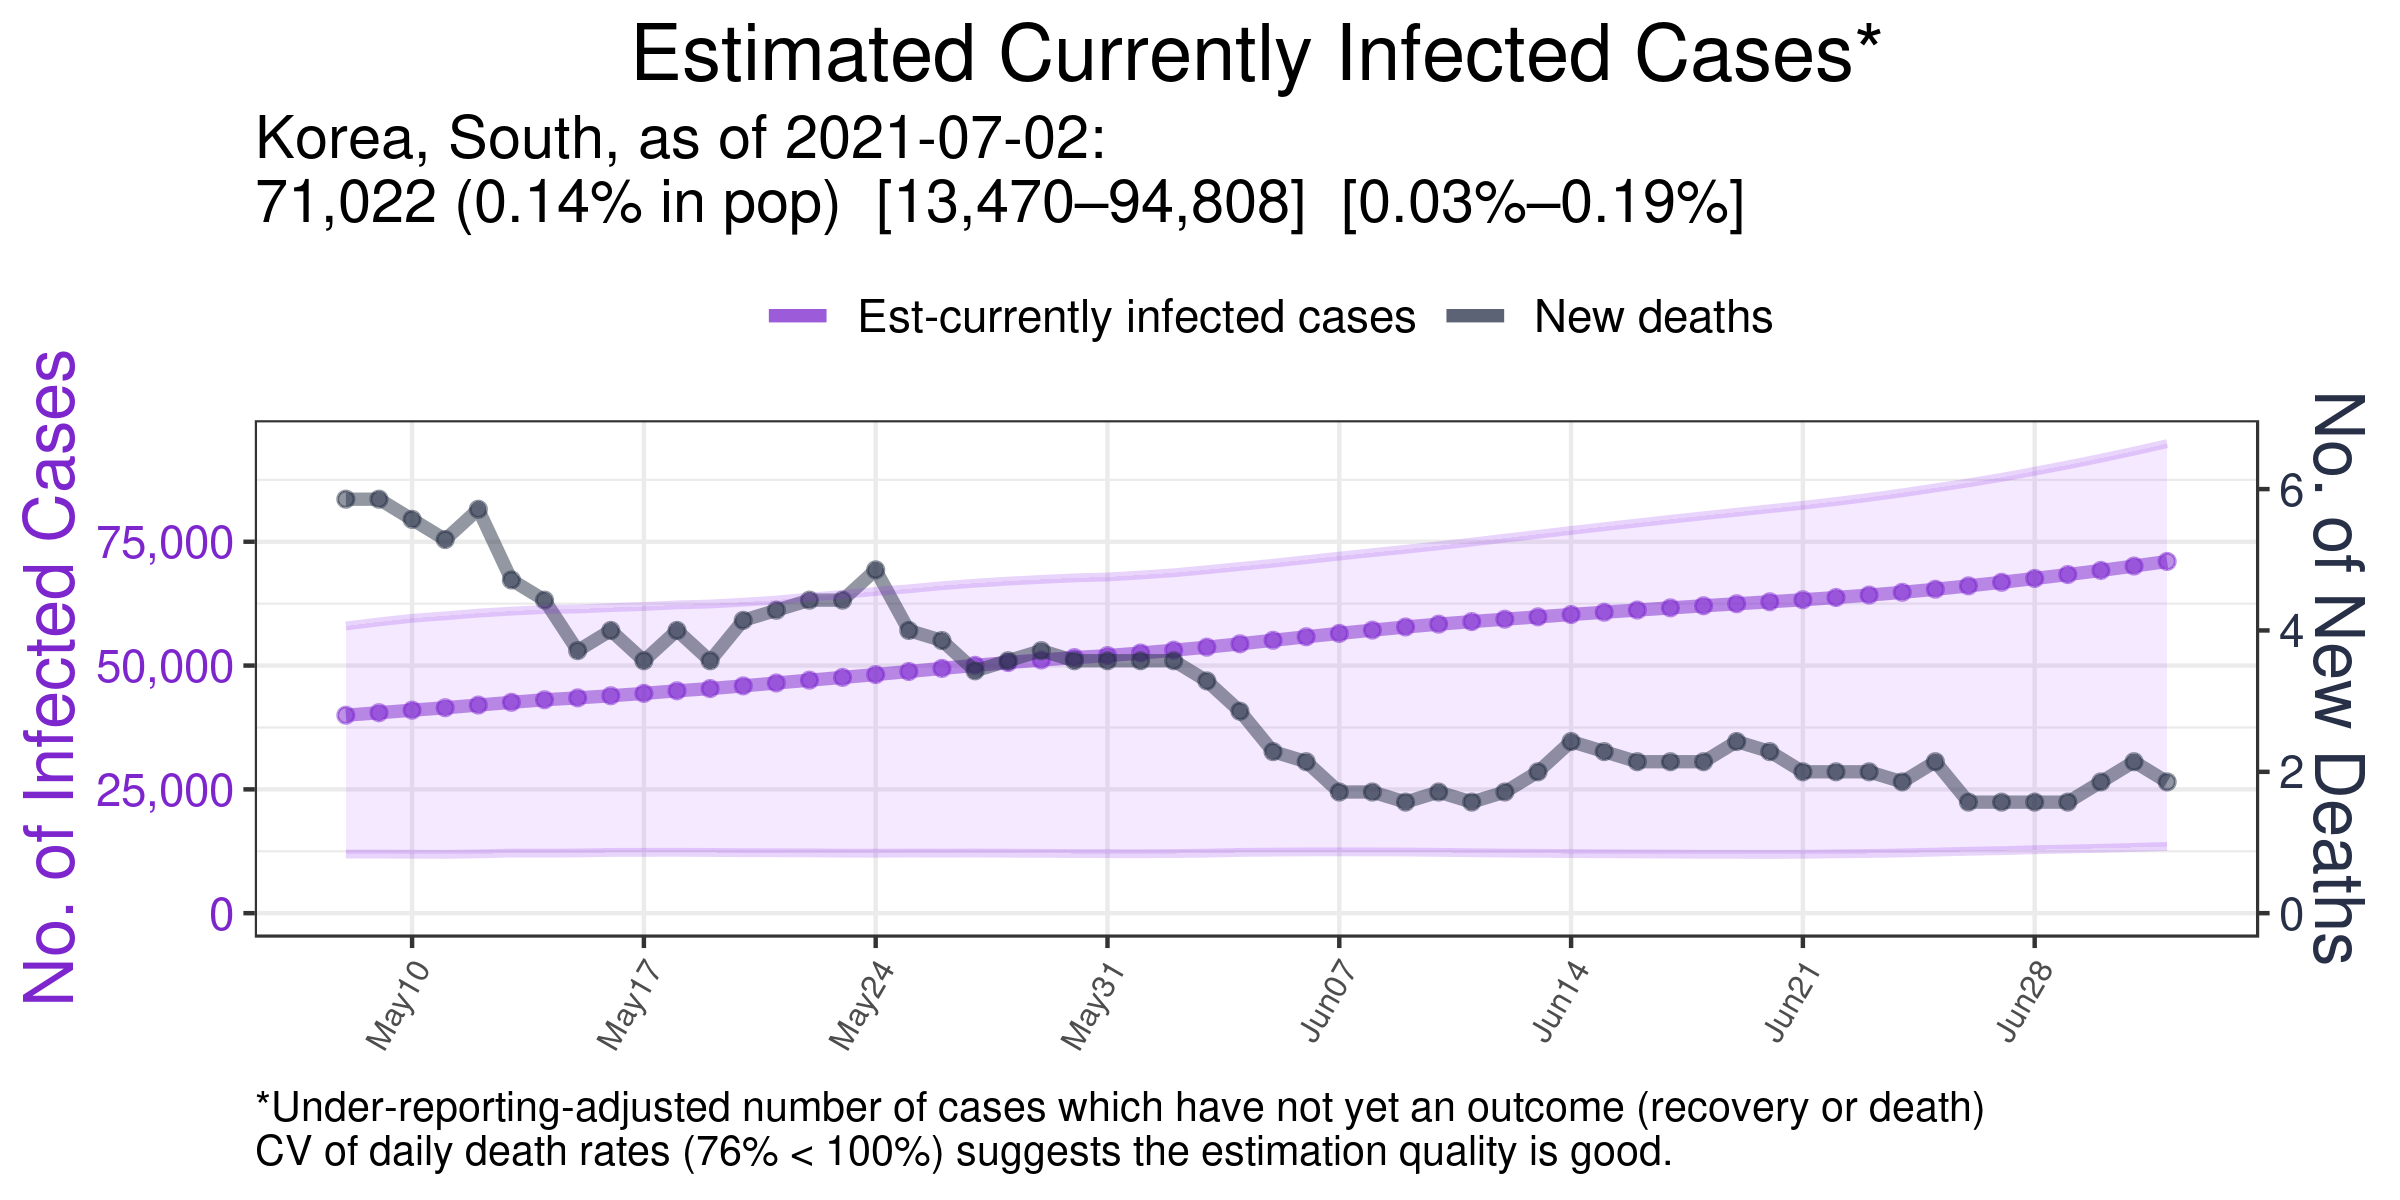 Estimated Currently Infected Cases*
Korea, South, as of 2021-07-02:
71,022 (0.14% in pop)  [13,470–94,808]  [0.03%–0.19%]
Est-currently infected cases
New deaths
No. of Infected Cases
75,000
50,000
25,000
0
No. of New Deaths
6
4
2
0
May10
May17
May24
May31
Jun07
Jun14
Jun21
Jun28
*Under-reporting-adjusted number of cases which have not yet an outcome (recovery or death)
CV of daily death rates (76% < 100%) suggests the estimation quality is good.